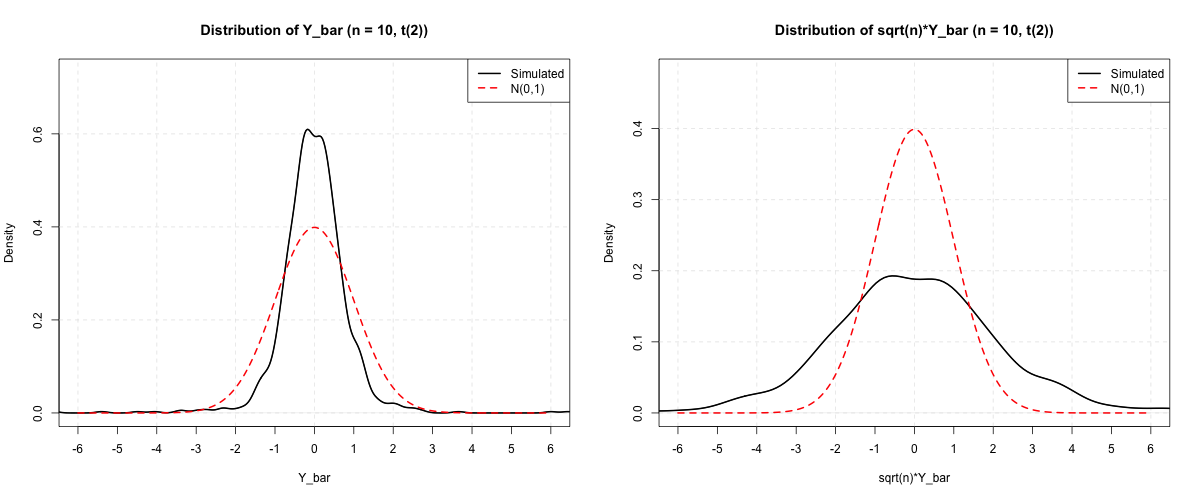 Distribution of Y_bar (n = 10, t(2))
Simulated
N(0,1)
Density
0.0
0.2
0.4
0.6
-6 -5 -4 -3 -2 -1 0 1 2 3 4 5 6
Y_bar
Distribution of sqrt(n)*Y_bar (n = 10, t(2))
Simulated
N(0,1)
Density
0.0
0.1
0.2
0.3
0.4
-6 -5 -4 -3 -2 -1 0 1 2 3 4 5 6
sqrt(n)*Y_bar